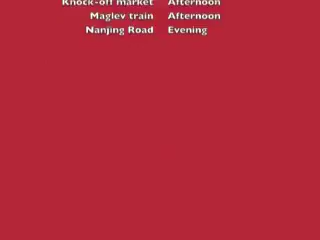 Knock-off market Afternoon
Maglev train Afternoon
Nanjing Road Evening